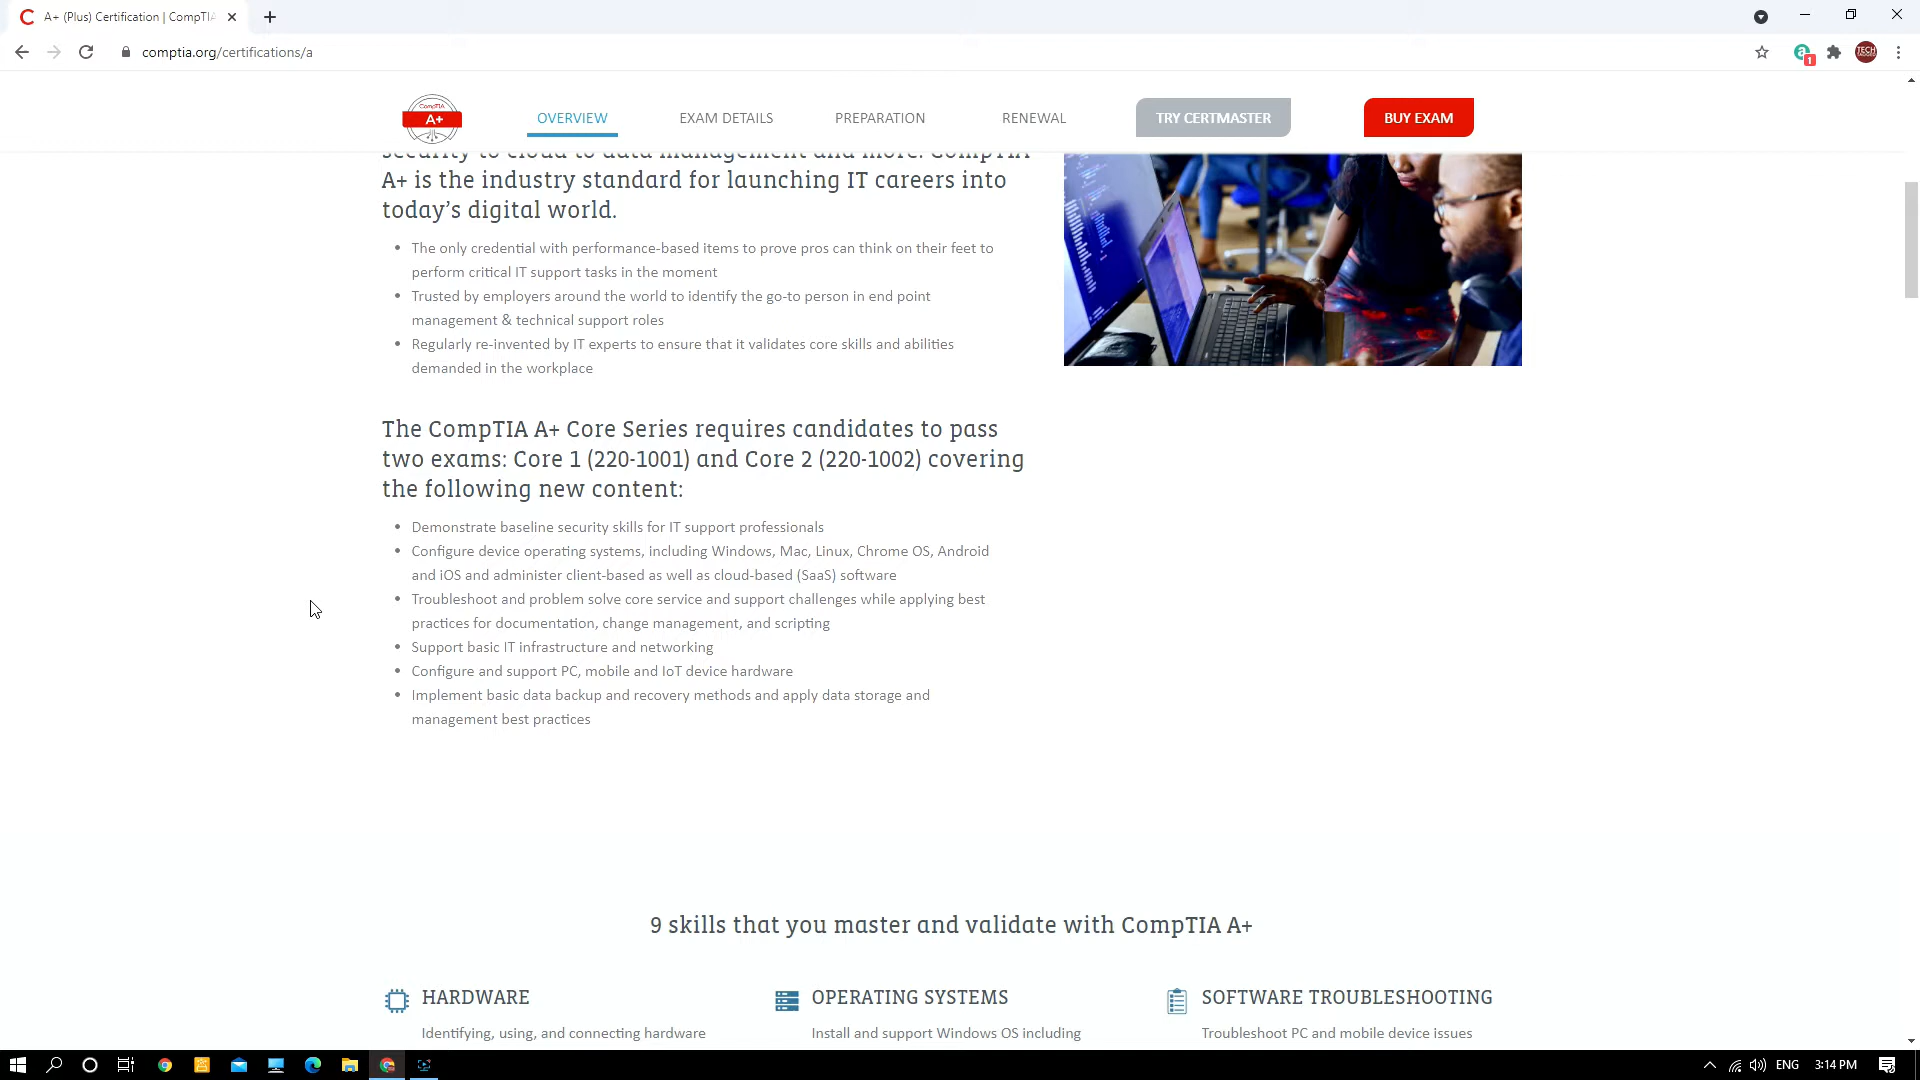 A+ (Plus) Certification | CompTIA
comptia.org/certifications/a
1
TECH
CompTIA
A+
OVERVIEW
EXAM DETAILS
PREPARATION
RENEWAL
TRY CERTMASTER
BUY EXAM
security to cloud to data management and more. CompTIA
A+ is the industry standard for launching IT careers into
today's digital world.
• The only credential with performance-based items to prove pros can think on their feet to
perform critical IT support tasks in the moment
• Trusted by employers around the world to identify the go-to person in end point
management & technical support roles
• Regularly re-invented by IT experts to ensure that it validates core skills and abilities
demanded in the workplace
The CompTIA A+ Core Series requires candidates to pass
two exams: Core 1 (220-1001) and Core 2 (220-1002) covering
the following new content:
• Demonstrate baseline security skills for IT support professionals
• Configure device operating systems, including Windows, Mac, Linux, Chrome OS, Android
and iOS and administer client-based as well as cloud-based (SaaS) software
• Troubleshoot and problem solve core service and support challenges while applying best
practices for documentation, change management, and scripting
• Support basic IT infrastructure and networking
• Configure and support PC, mobile and IoT device hardware
• Implement basic data backup and recovery methods and apply data storage and
management best practices
9 skills that you master and validate with CompTIA A+
HARDWARE
Identifying, using, and connecting hardware
OPERATING SYSTEMS
Install and support Windows OS including
SOFTWARE TROUBLESHOOTING
Troubleshoot PC and mobile device issues
ENG
3:14 PM